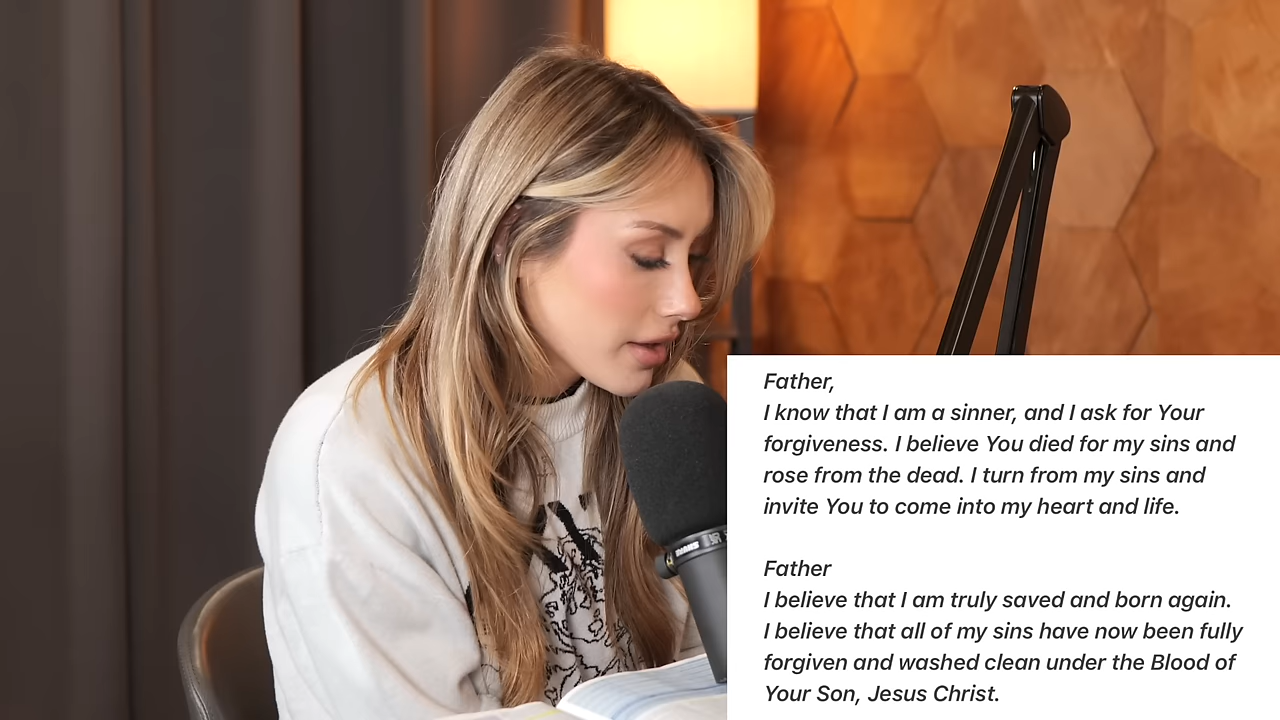 Father,
I know that I am a sinner, and I ask for Your
forgiveness. I believe You died for my sins and
rose from the dead. I turn from my sins and
invite You to come into my heart and life.
Father
I believe that I am truly saved and born again.
I believe that all of my sins have now been fully
forgiven and washed clean under the Blood of
Your Son, Jesus Christ.